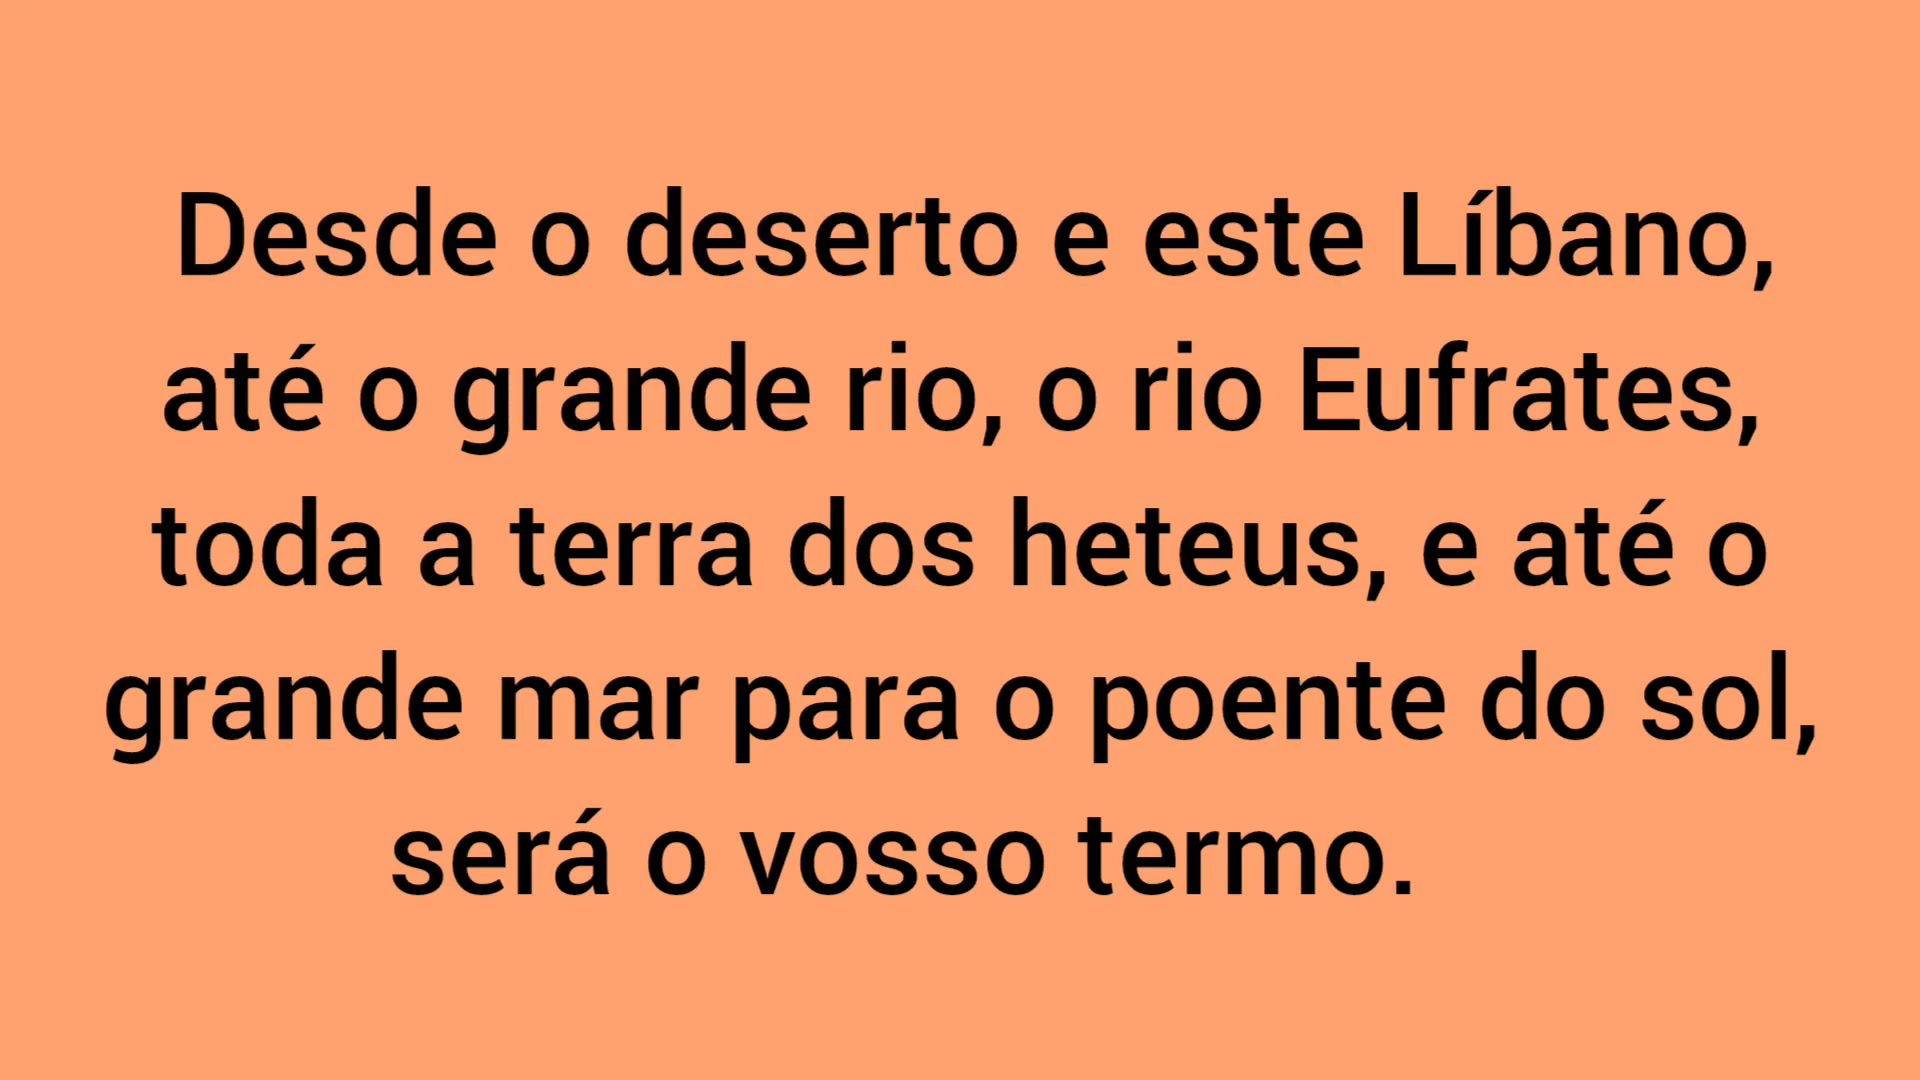 Desde o deserto e este Líbano,
até o grande rio, o rio Eufrates,
toda a terra dos heteus, e até o
grande mar para o poente do sol,
será o vosso termo.